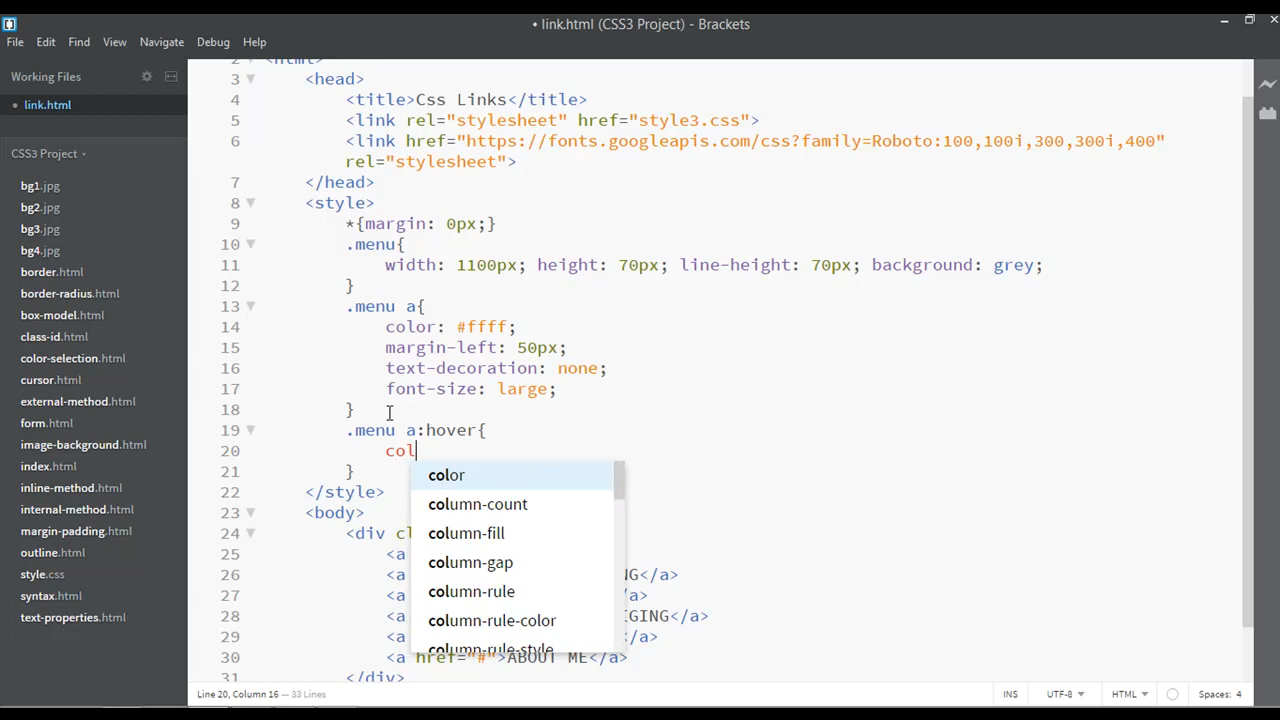 • link.html (CSS3 Project) - Brackets
File Edit Find View Navigate Debug Help
Working Files
• link.html
CSS3 Project
bg1.jpg
bg2.jpg
bg3.jpg
bg4.jpg
border.html
border-radius.html
box-model.html
class-id.html
color-selection.html
cursor.html
external-method.html
form.html
image-background.html
index.html
inline-method.html
internal-method.html
margin-padding.html
outline.html
style.css
syntax.html
text-properties.html
2 <html>
3 <head>
4 <title>Css Links</title>
5 <link rel="stylesheet" href="style3.css">
6 <link href="https://fonts.googleapis.com/css?family=Roboto:100,100i,300,300i,400"
rel="stylesheet">
7 </head>
8 <style>
9 *{margin: 0px;}
10 .menu{
11 width: 1100px; height: 70px; line-height: 70px; background: grey;
12 }
13 .menu a{
14 color: #ffff;
15 margin-left: 50px;
16 text-decoration: none;
17 font-size: large;
18 }
19 .menu a:hover{
20 col
21 }
22 </style>
23 <body>
24 <div cl
25 <a
26 <a NG</a>
27 <a </a>
28 <a IGING</a>
29 <a </a>
30 <a href="#">ABOUT ME</a>
31 </div>
color
column-count
column-fill
column-gap
column-rule
column-rule-color
column-rule-style
Line 20, Column 16 — 33 Lines
INS UTF-8 HTML Spaces: 4